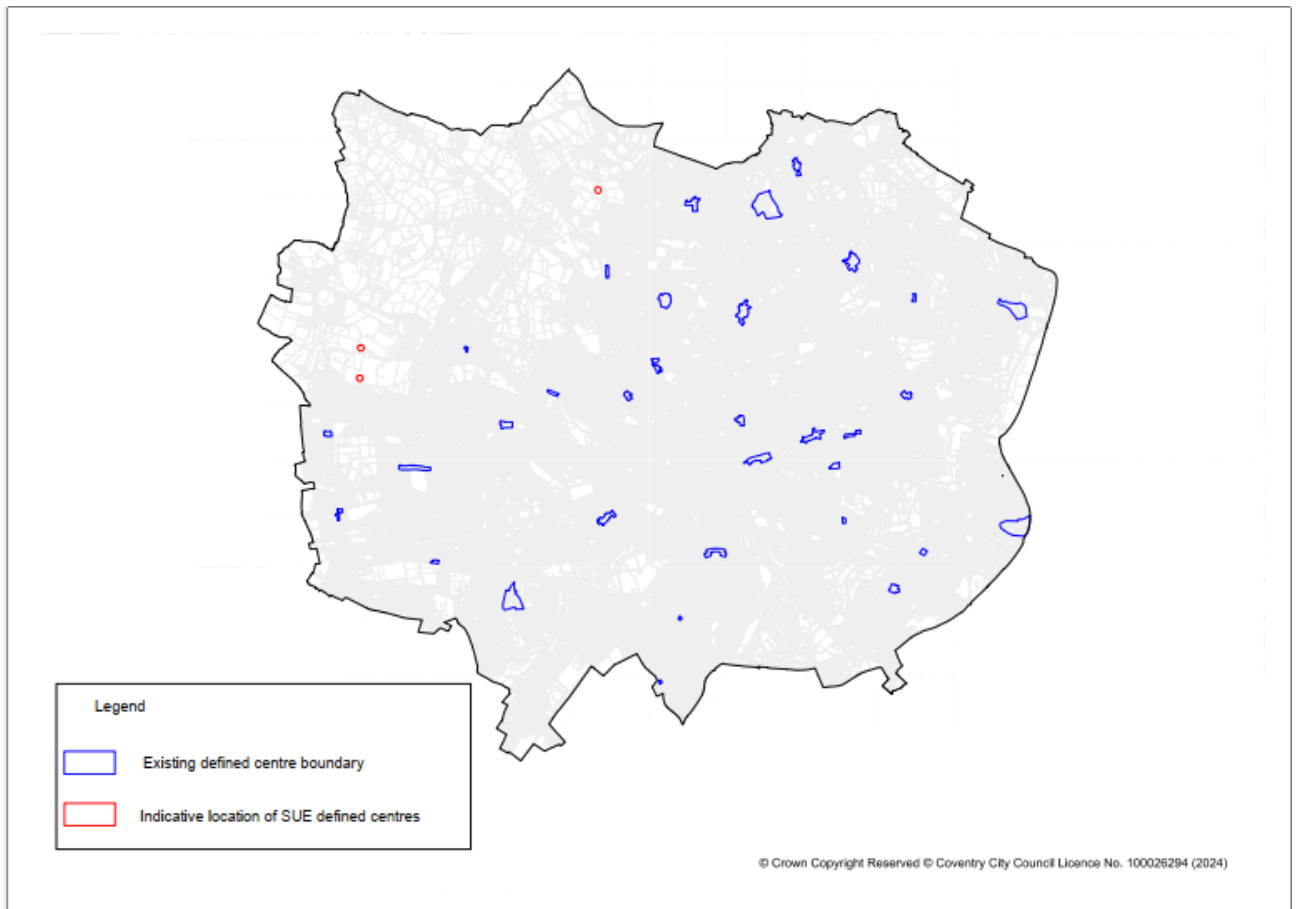 Legend
Existing defined centre boundary
Indicative location of SUE defined centres
© Crown Copyright Reserved © Coventry City Council Licence No. 100026294 (2024)